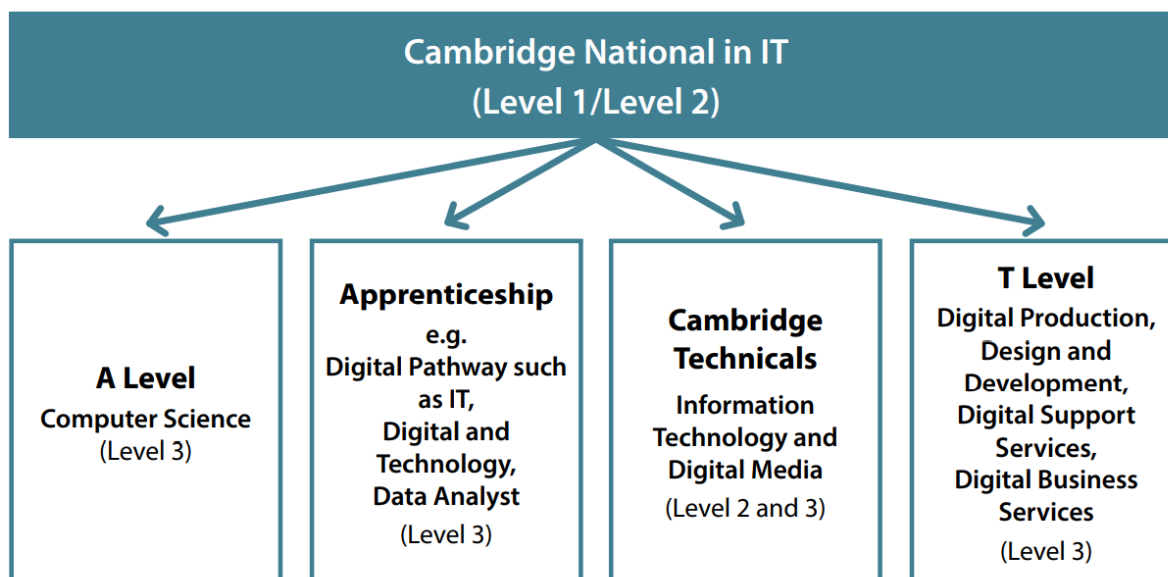 Cambridge National in IT
(Level 1/Level 2)
A Level
Computer Science
(Level 3)
Apprenticeship
e.g.
Digital Pathway such
as IT,
Digital and
Technology,
Data Analyst
(Level 3)
Cambridge
Technicals
Information
Technology and
Digital Media
(Level 2 and 3)
T Level
Digital Production,
Design and
Development,
Digital Support
Services,
Digital Business
Services
(Level 3)